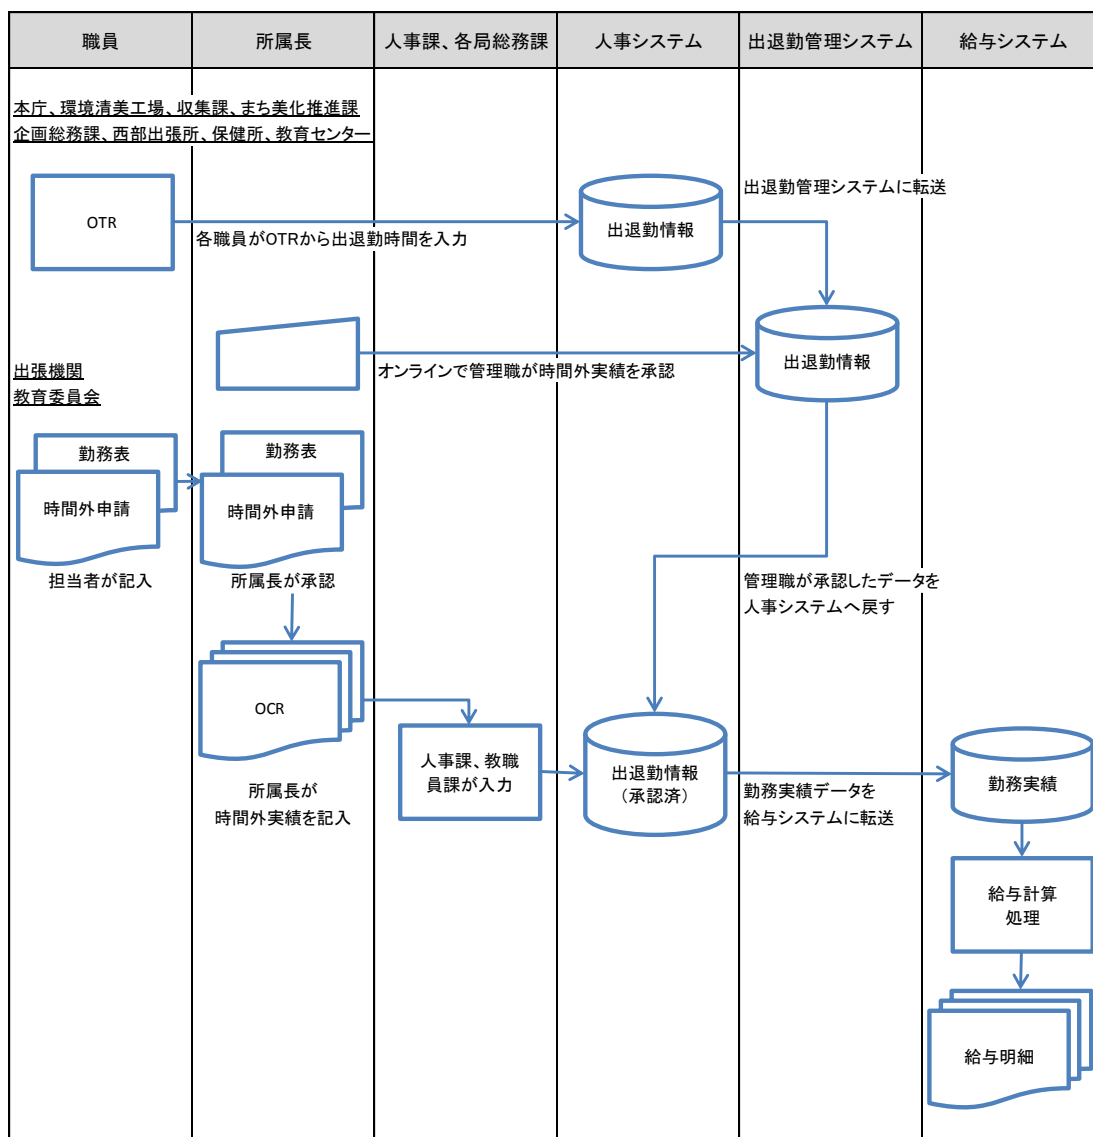 職員
所属長
人事課、各局総務課
人事システム
出退勤管理システム
給与システム
本庁、環境清美工場、収集課、まち美化推進課
企画総務課、西部出張所、保健所、教育センター
OTR
各職員がOTRから出退勤時間を入力
出退勤情報
出退勤管理システムに転送
オンラインで管理職が時間外実績を承認
出退勤情報
出張機関
教育委員会
勤務表
時間外申請
担当者が記入
勤務表
時間外申請
所属長が承認
管理職が承認したデータを
人事システムへ戻す
OCR
所属長が
時間外実績を記入
人事課、教職
員課が入力
出退勤情報
（承認済）
勤務実績データを
給与システムに転送
勤務実績
給与計算
処理
給与明細